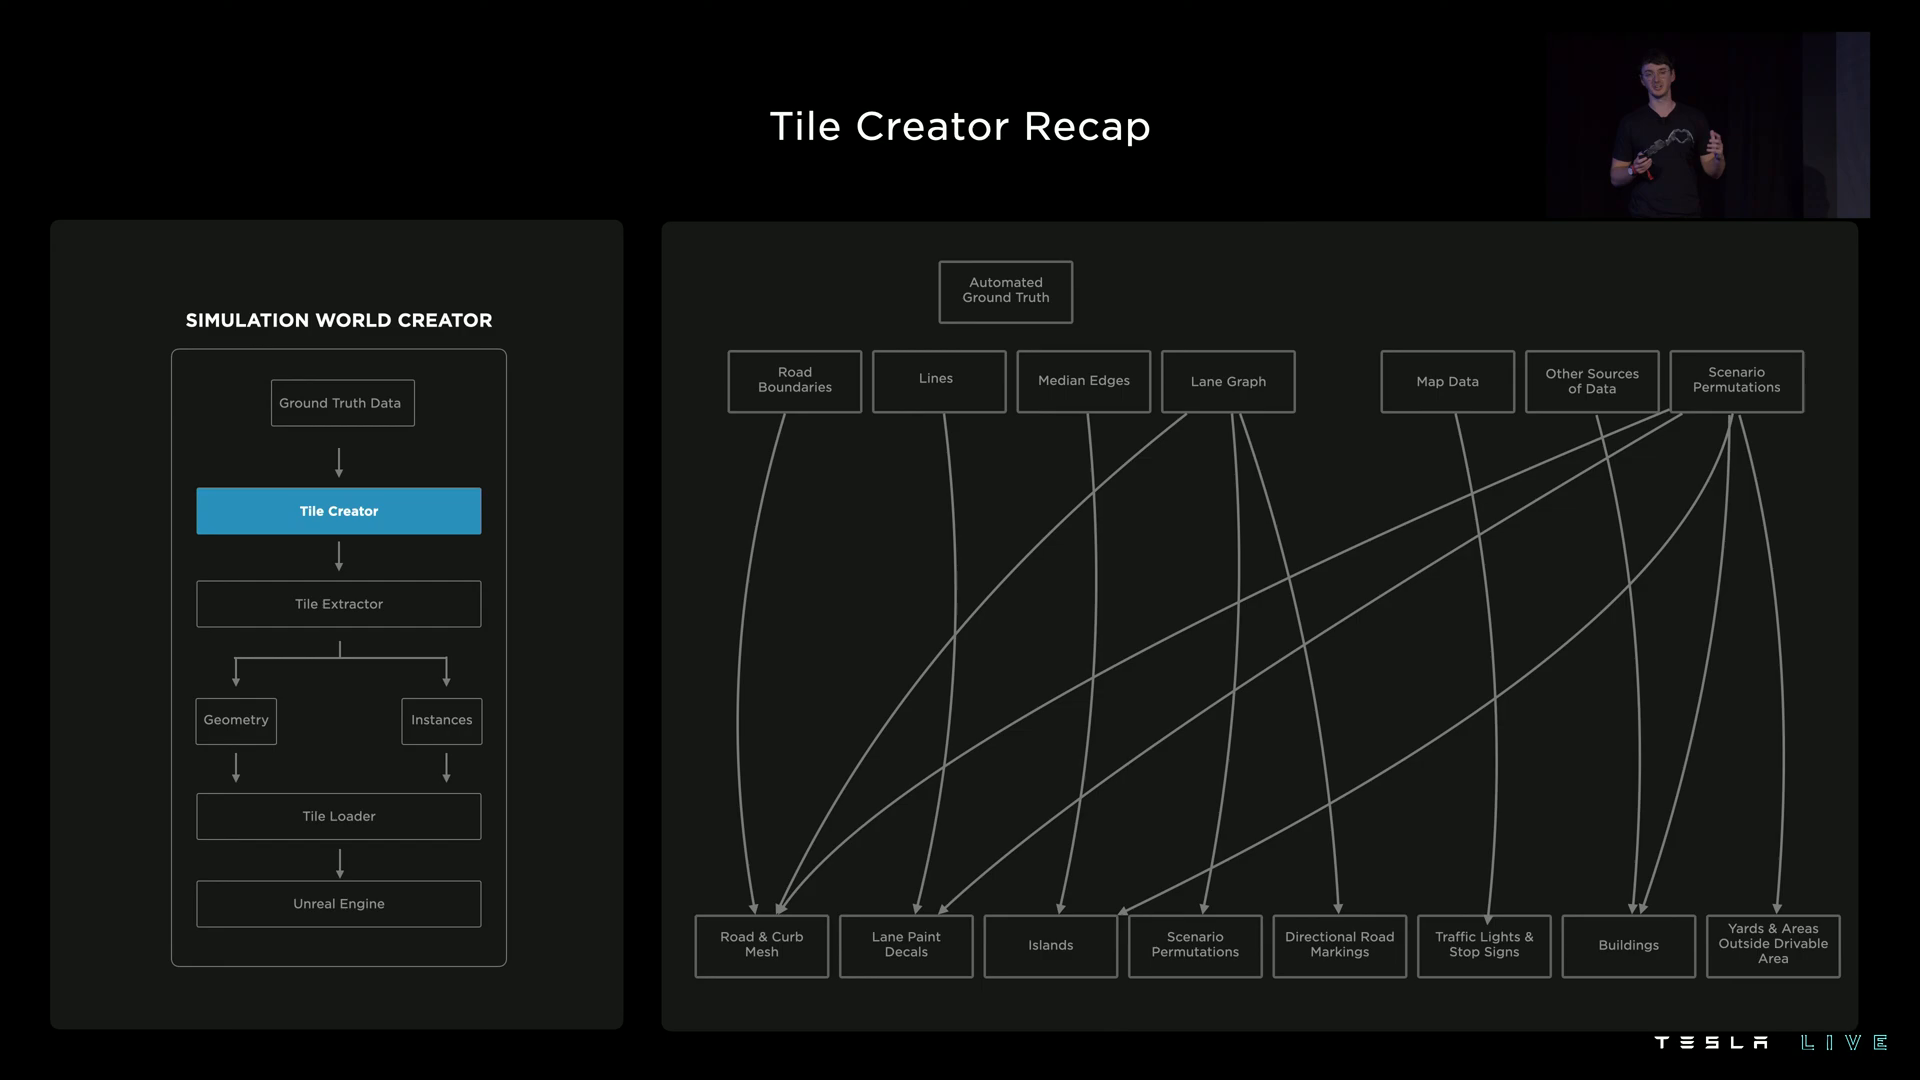 Tile Creator Recap
SIMULATION WORLD CREATOR
Ground Truth Data
Tile Creator
Tile Extractor
Geometry
Instances
Tile Loader
Unreal Engine
Automated
Ground Truth
Road
Boundaries
Lines
Median Edges
Lane Graph
Map Data
Other Sources
of Data
Scenario
Permutations
Road & Curb
Mesh
Lane Paint
Decals
Islands
Scenario
Permutations
Directional Road
Markings
Traffic Lights &
Stop Signs
Buildings
Yards & Areas
Outside Drivable
Area
TESLA LIVE